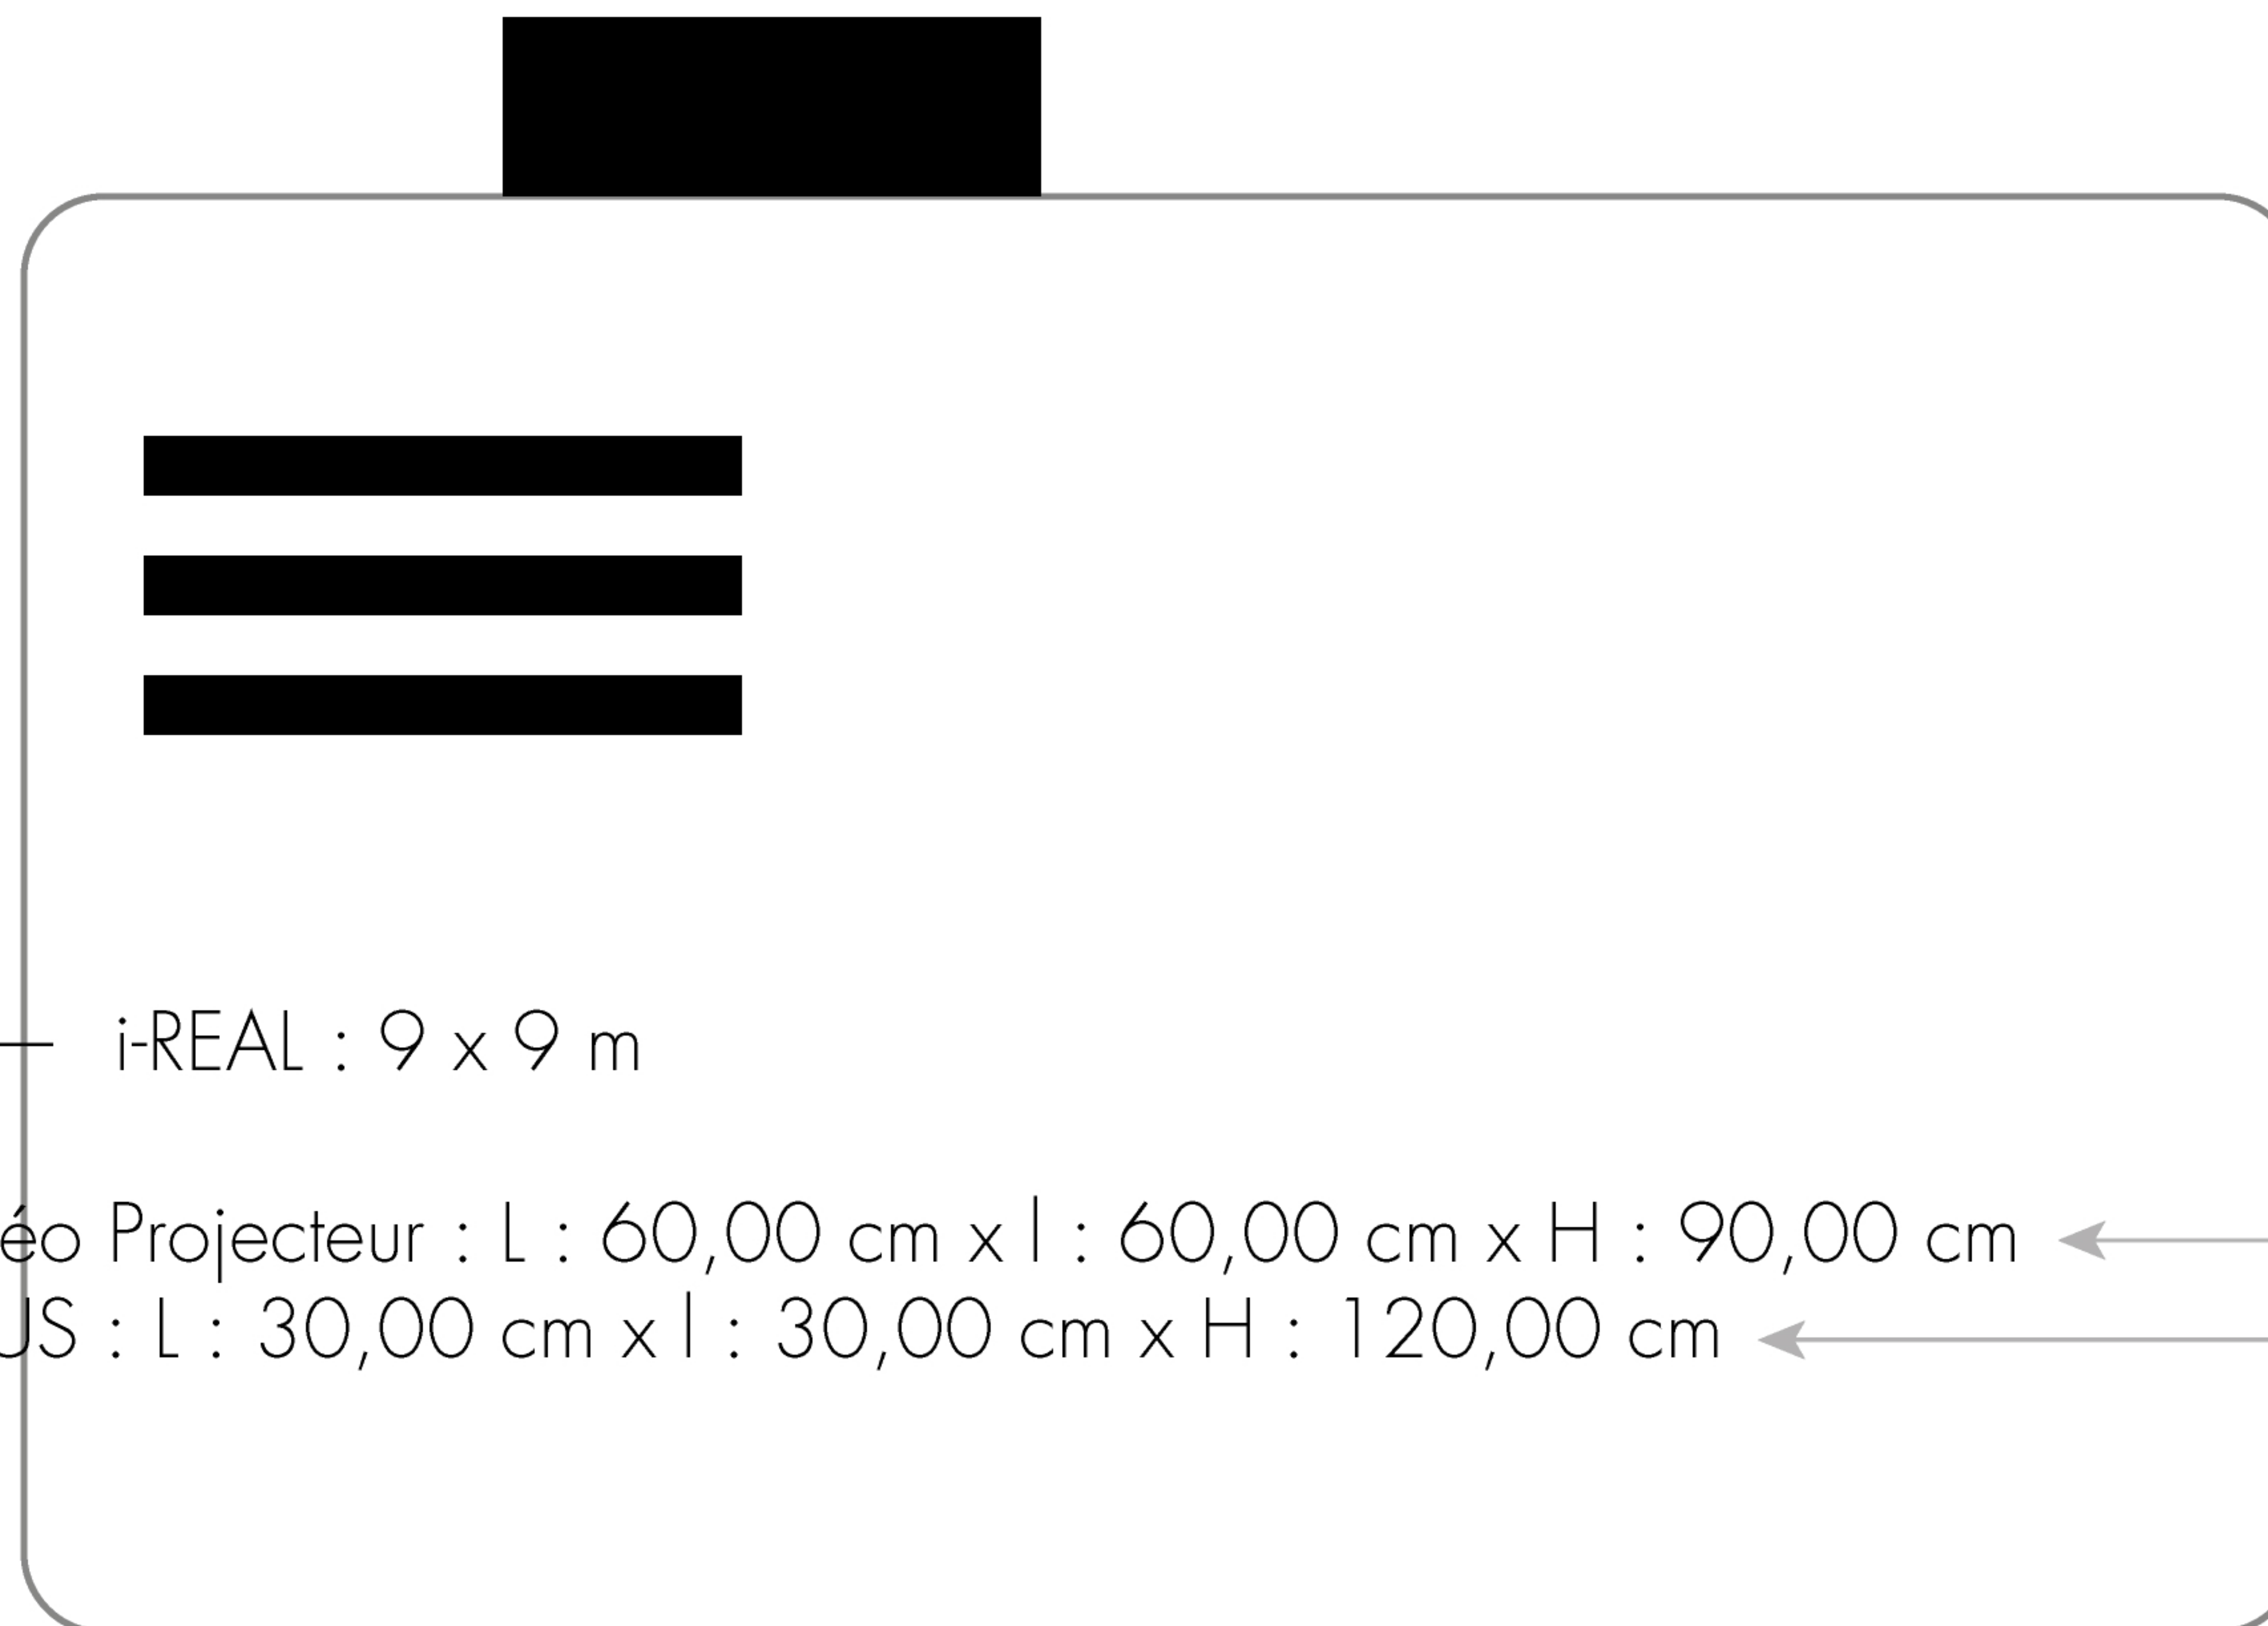 i-REAL : 9 x 9 m
éo Projecteur : L : 60,00 cm x l : 60,00 cm x H : 90,00 cm
JS : L : 30,00 cm x l : 30,00 cm x H : 120,00 cm